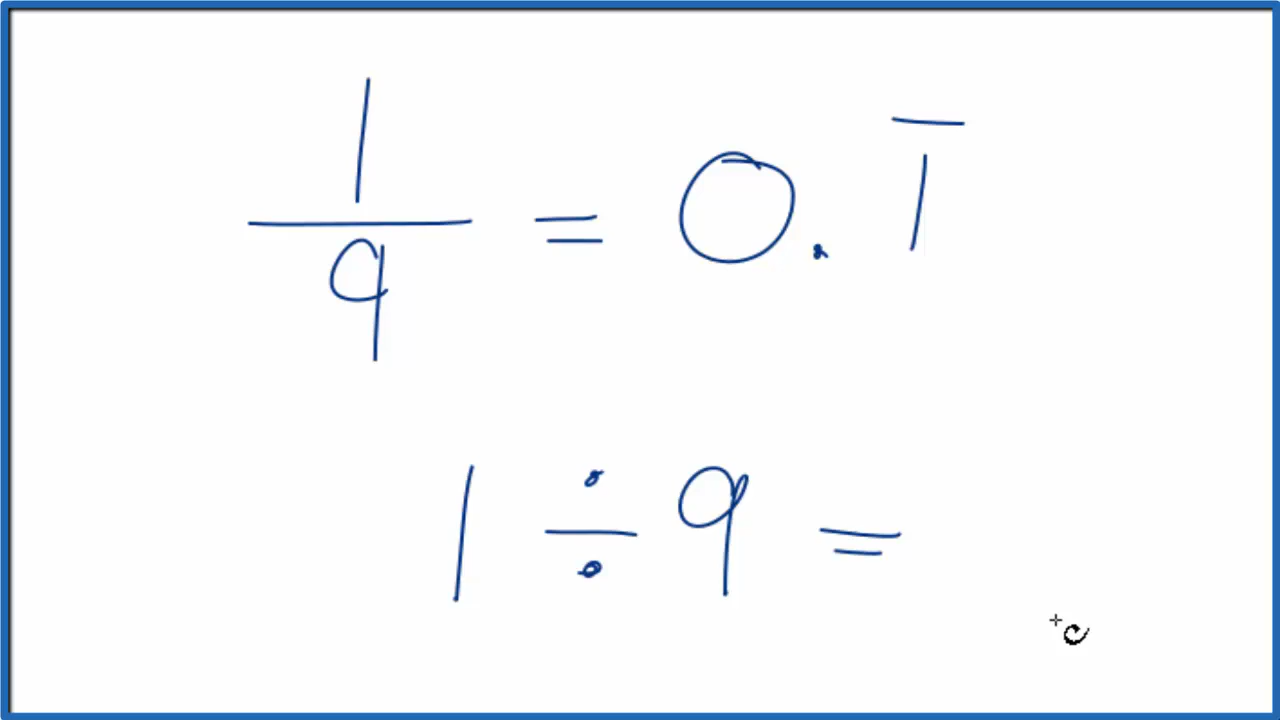 1/9 = 0.1̅
1 ÷ 9 =